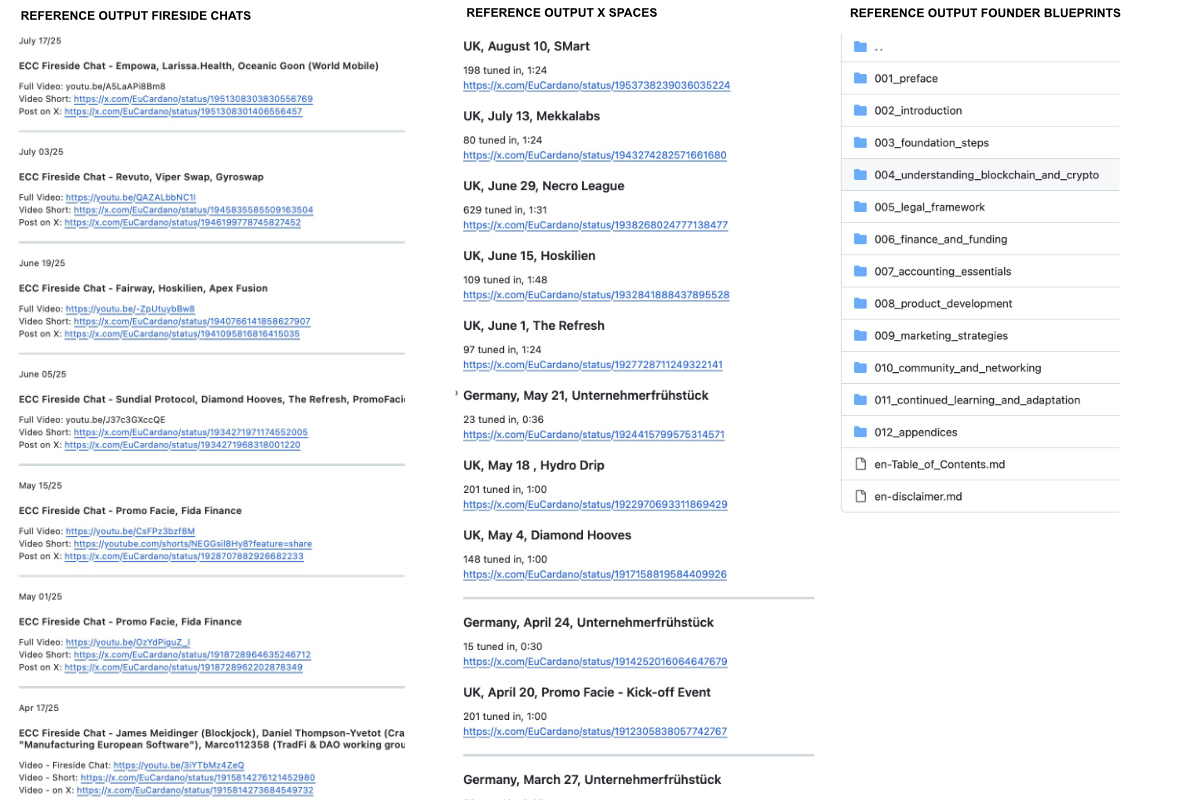 REFERENCE OUTPUT FIRESIDE CHATS
July 17/25
ECC Fireside Chat - Empowa, Larissa.Health, Oceanic Goon (World Mobile)
Full Video: youtu.be/A5LaAPi8Bm8
Video Short: https://x.com/EuCardano/status/1951308303830556769
Post on X: https://x.com/EuCardano/status/1951308301406556457
July 03/25
ECC Fireside Chat - Revuto, Viper Swap, Gyroswap
Full Video: https://youtu.be/QAZALbbNC1I
Video Short: https://x.com/EuCardano/status/1945835585509163504
Post on X: https://x.com/EuCardano/status/1946199778745827452
June 19/25
ECC Fireside Chat - Fairway, Hoskilien, Apex Fusion
Full Video: https://youtu.be/-ZpUtuybBw8
Video Short: https://x.com/EuCardano/status/1940766141858627907
Post on X: https://x.com/EuCardano/status/1941095816816415035
June 05/25
ECC Fireside Chat - Sundial Protocol, Diamond Hooves, The Refresh, PromoFacie
Full Video: youtu.be/J37c3GXccQE
Video Short: https://x.com/EuCardano/status/1934271971174552005
Post on X: https://x.com/EuCardano/status/1934271968318001220
May 15/25
ECC Fireside Chat - Promo Facie, Fida Finance
Full Video: https://youtu.be/CsFPz3bzf8M
Video Short: https://youtube.com/shorts/NEGGsil8Hy8?feature=share
Post on X: https://x.com/EuCardano/status/1928707882926682233
May 01/25
ECC Fireside Chat - Promo Facie, Fida Finance
Full Video: https://youtu.be/OzYdPiguZ_I
Video Short: https://x.com/EuCardano/status/1918728964635246712
Post on X: https://x.com/EuCardano/status/1918728962202878349
Apr 17/25
ECC Fireside Chat - James Meidinger (Blockjock), Daniel Thompson-Yvetot (Cra
"Manufacturing European Software"), Marco112358 (TradFi & DAO working grou
Video - Fireside Chat: https://youtu.be/3iYTbMz4ZeQ
Video - Short: https://x.com/EuCardano/status/1915814276121452980
Video - on X: https://x.com/EuCardano/status/1915814273684549732
REFERENCE OUTPUT X SPACES
UK, August 10, SMart
198 tuned in, 1:24
https://x.com/EuCardano/status/1953738239036035224
UK, July 13, Mekkalabs
80 tuned in, 1:24
https://x.com/EuCardano/status/1943274282571661680
UK, June 29, Necro League
629 tuned in, 1:31
https://x.com/EuCardano/status/1938268024777138477
UK, June 15, Hoskilien
109 tuned in, 1:48
https://x.com/EuCardano/status/1932841888437895528
UK, June 1, The Refresh
97 tuned in, 1:24
https://x.com/EuCardano/status/1927728711249322141
Germany, May 21, Unternehmerfrühstück
23 tuned in, 0:36
https://x.com/EuCardano/status/1924415799575314571
UK, May 18 , Hydro Drip
201 tuned in, 1:00
https://x.com/EuCardano/status/1922970693311869429
UK, May 4, Diamond Hooves
148 tuned in, 1:00
https://x.com/EuCardano/status/1917158819584409926
Germany, April 24, Unternehmerfrühstück
15 tuned in, 0:30
https://x.com/EuCardano/status/1914252016064647679
UK, April 20, Promo Facie - Kick-off Event
201 tuned in, 1:00
https://x.com/EuCardano/status/1912305838057742767
Germany, March 27, Unternehmerfrühstück
REFERENCE OUTPUT FOUNDER BLUEPRINTS
..
001_preface
002_introduction
003_foundation_steps
004_understanding_blockchain_and_crypto
005_legal_framework
006_finance_and_funding
007_accounting_essentials
008_product_development
009_marketing_strategies
010_community_and_networking
011_continued_learning_and_adaptation
012_appendices
en-Table_of_Contents.md
en-disclaimer.md